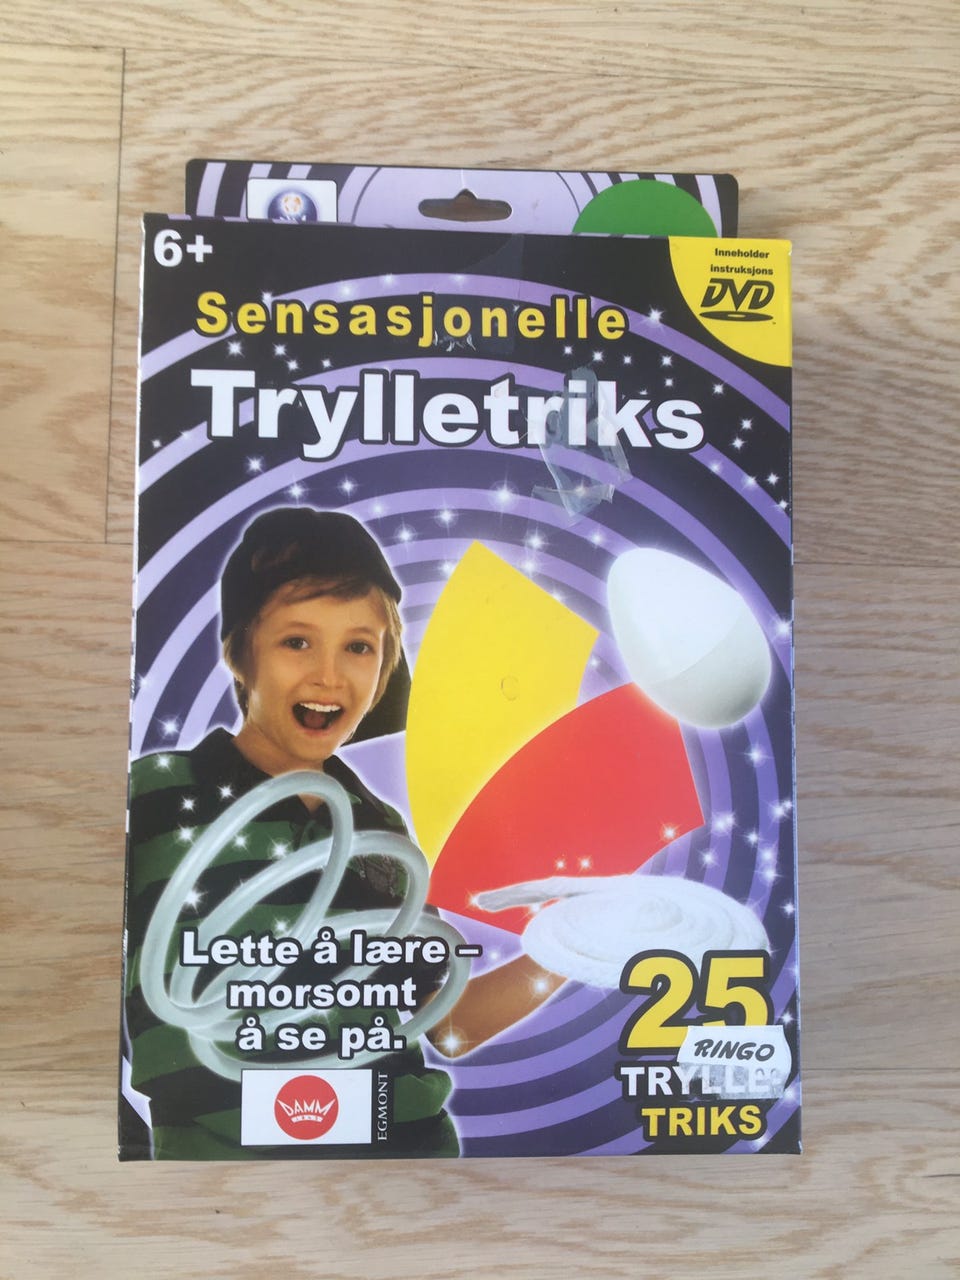 6+
Inneholder
instruksjons
DVD
Sensasjonelle
Trylletriks
Lette å lære –
morsomt
å se på.
25
RINGO
TRYLLE-
TRIKS
DAMM
EGMONT